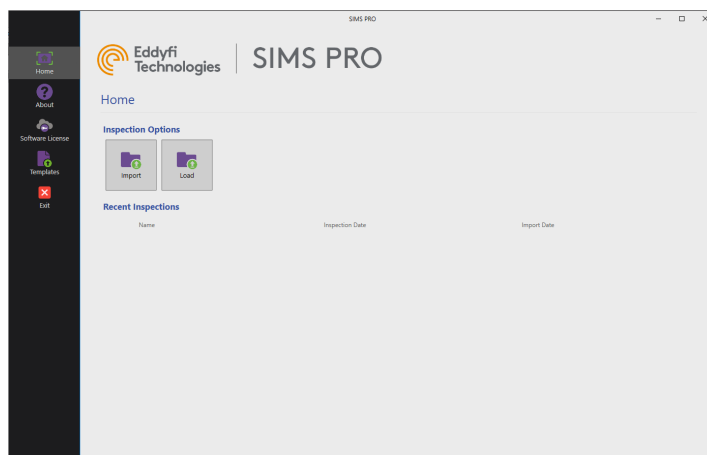 SIMS PRO
Eddyfi Technologies
SIMS PRO
Home
About
Software License
Templates
Exit
Home
Inspection Options
Import
Load
Recent Inspections
Name Inspection Date Import Date